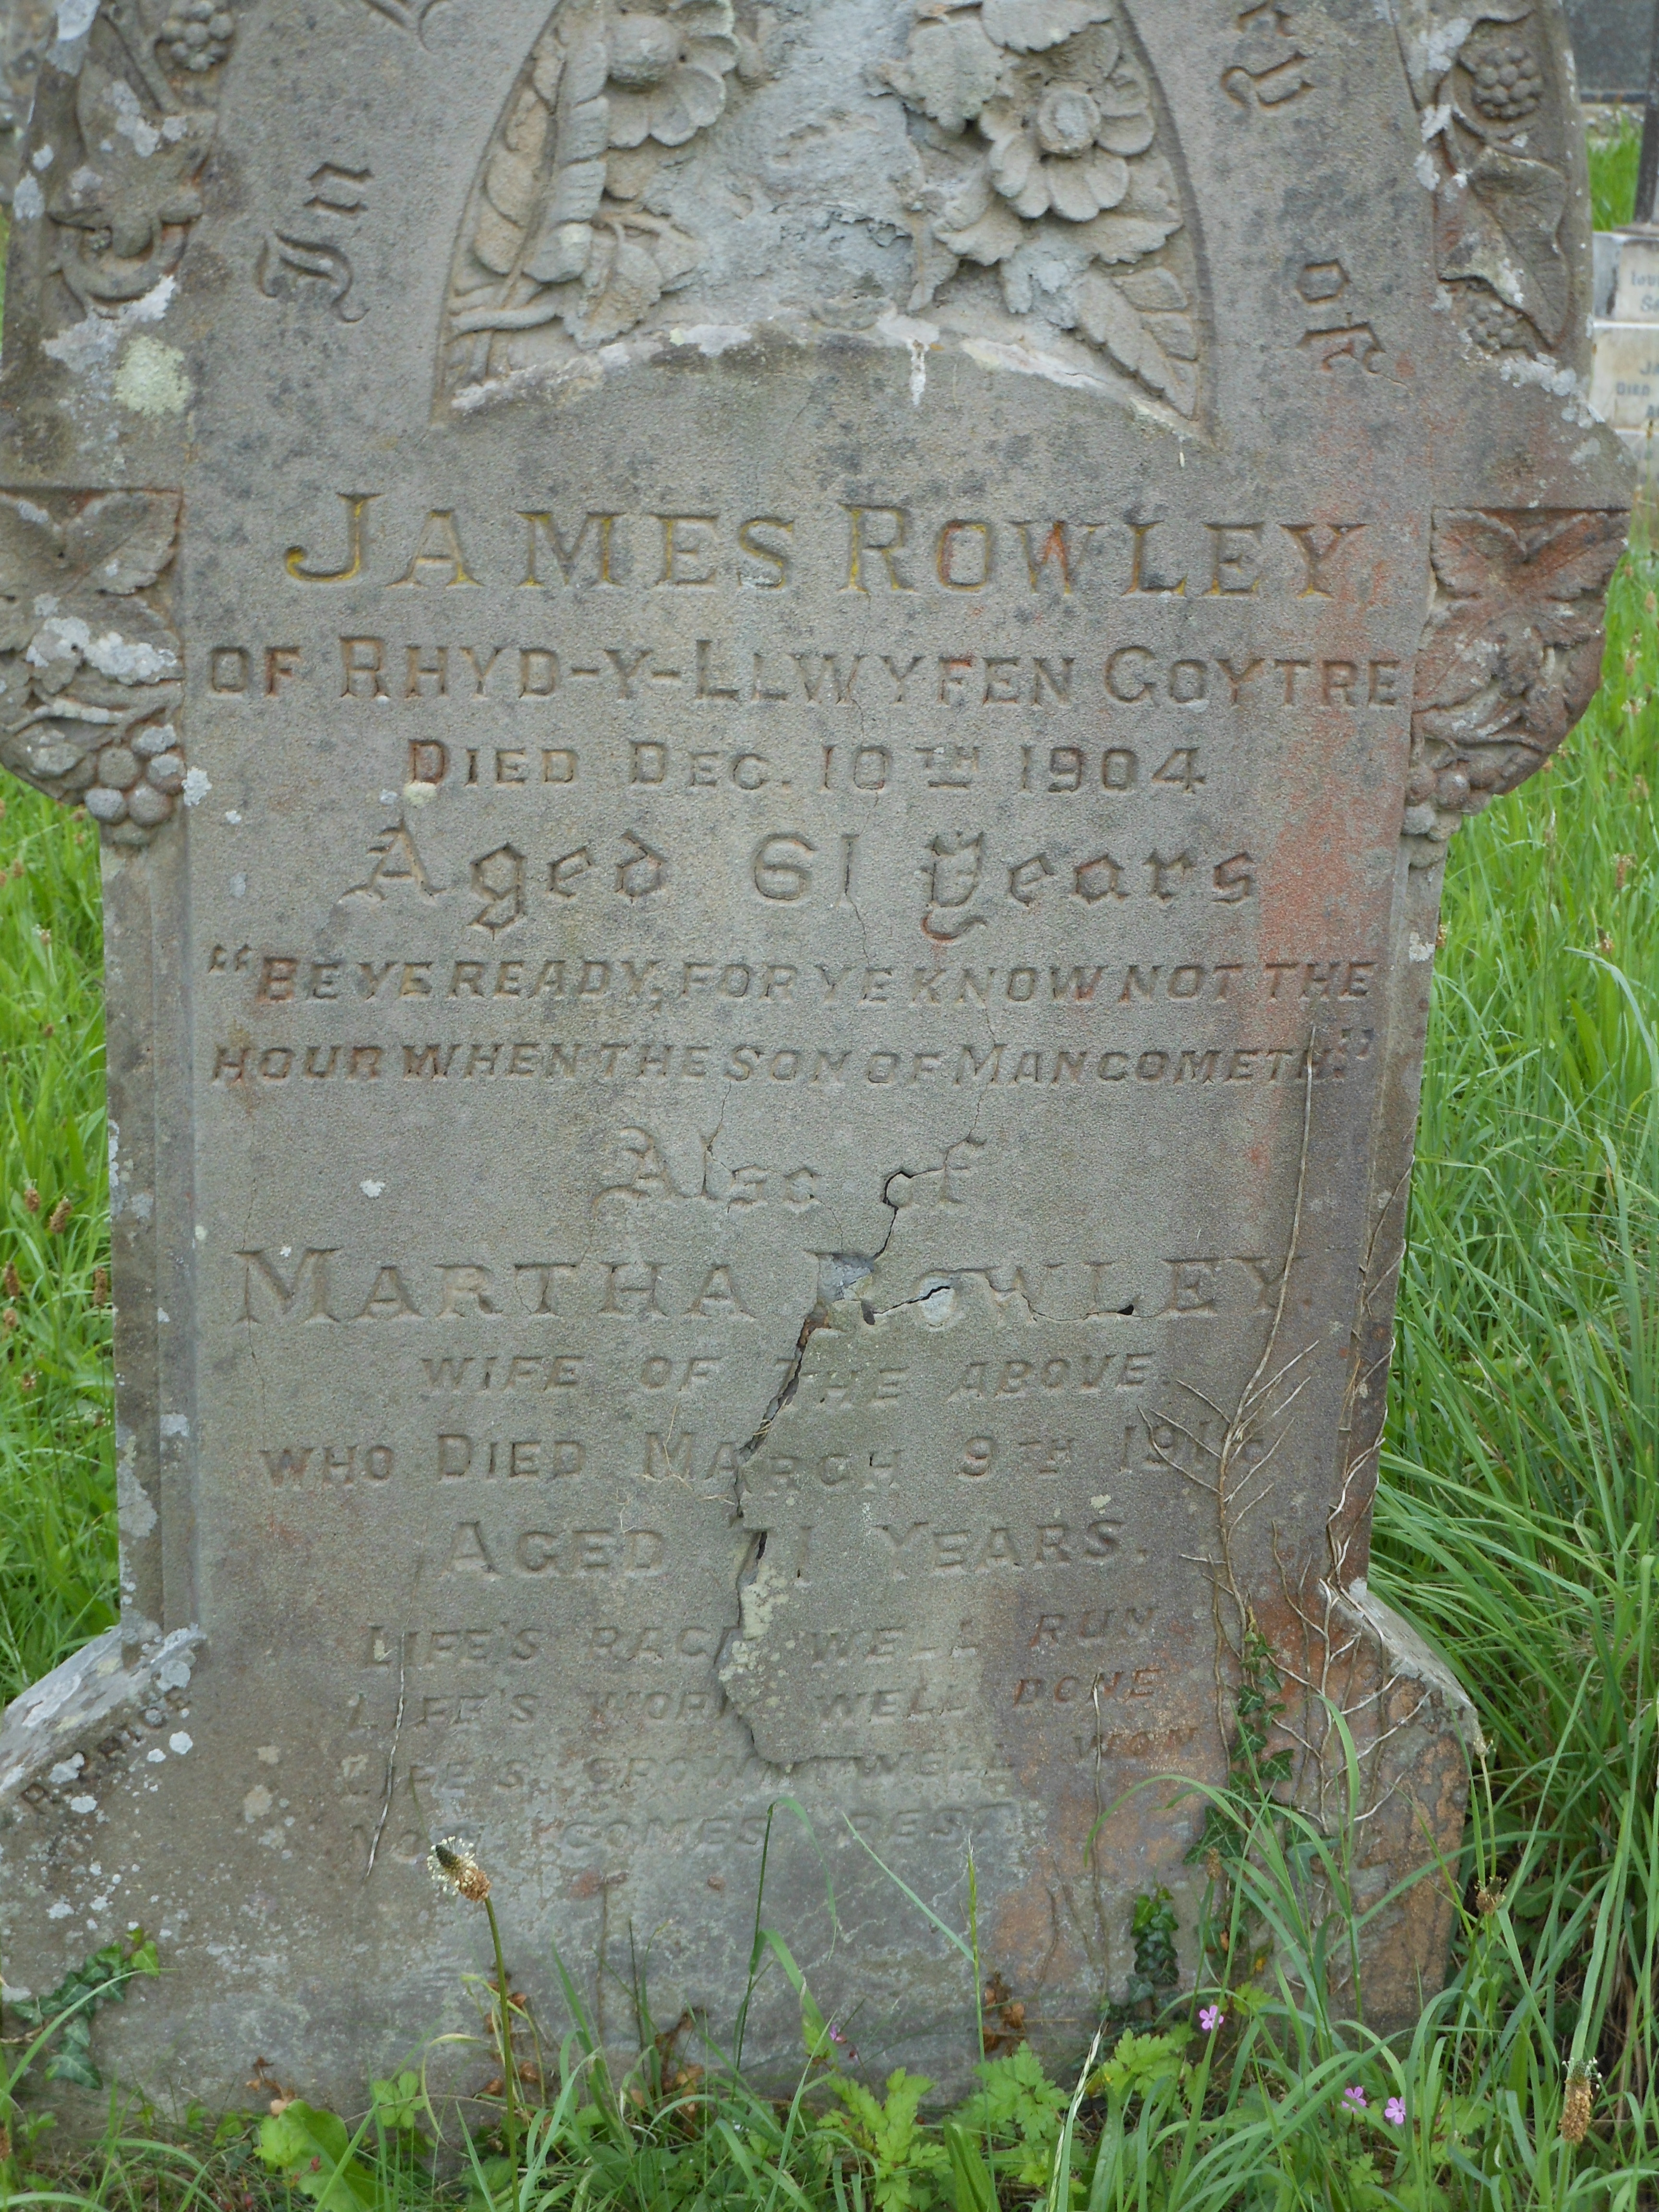 In
of
JAMES ROWLEY
OF RHYD-Y-LLWYFEN GOYTRE
DIED DEC. 10TH 1904
Aged 61 Years
"BE YE READY, FOR YE KNOW NOT THE
HOUR WHEN THE SON OF MAN COMETH."
Also of
MARTHA ROWLEY.
WIFE OF THE ABOVE.
WHO DIED MARCH 9TH
AGED YEARS.
LIFE'S RACE WELL RUN
LIFE'S WORK WELL DONE
LIFE'S CROWN WELL WON
NOW COMES REST